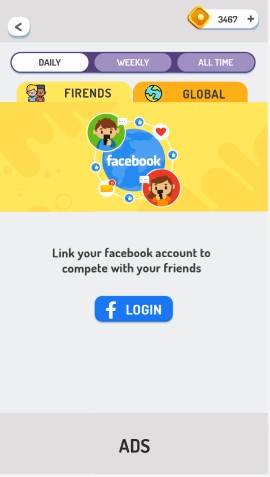 3467 +
DAILY WEEKLY ALL TIME
FIRENDS GLOBAL
facebook
Link your facebook account to
compete with your friends
f LOGIN
ADS